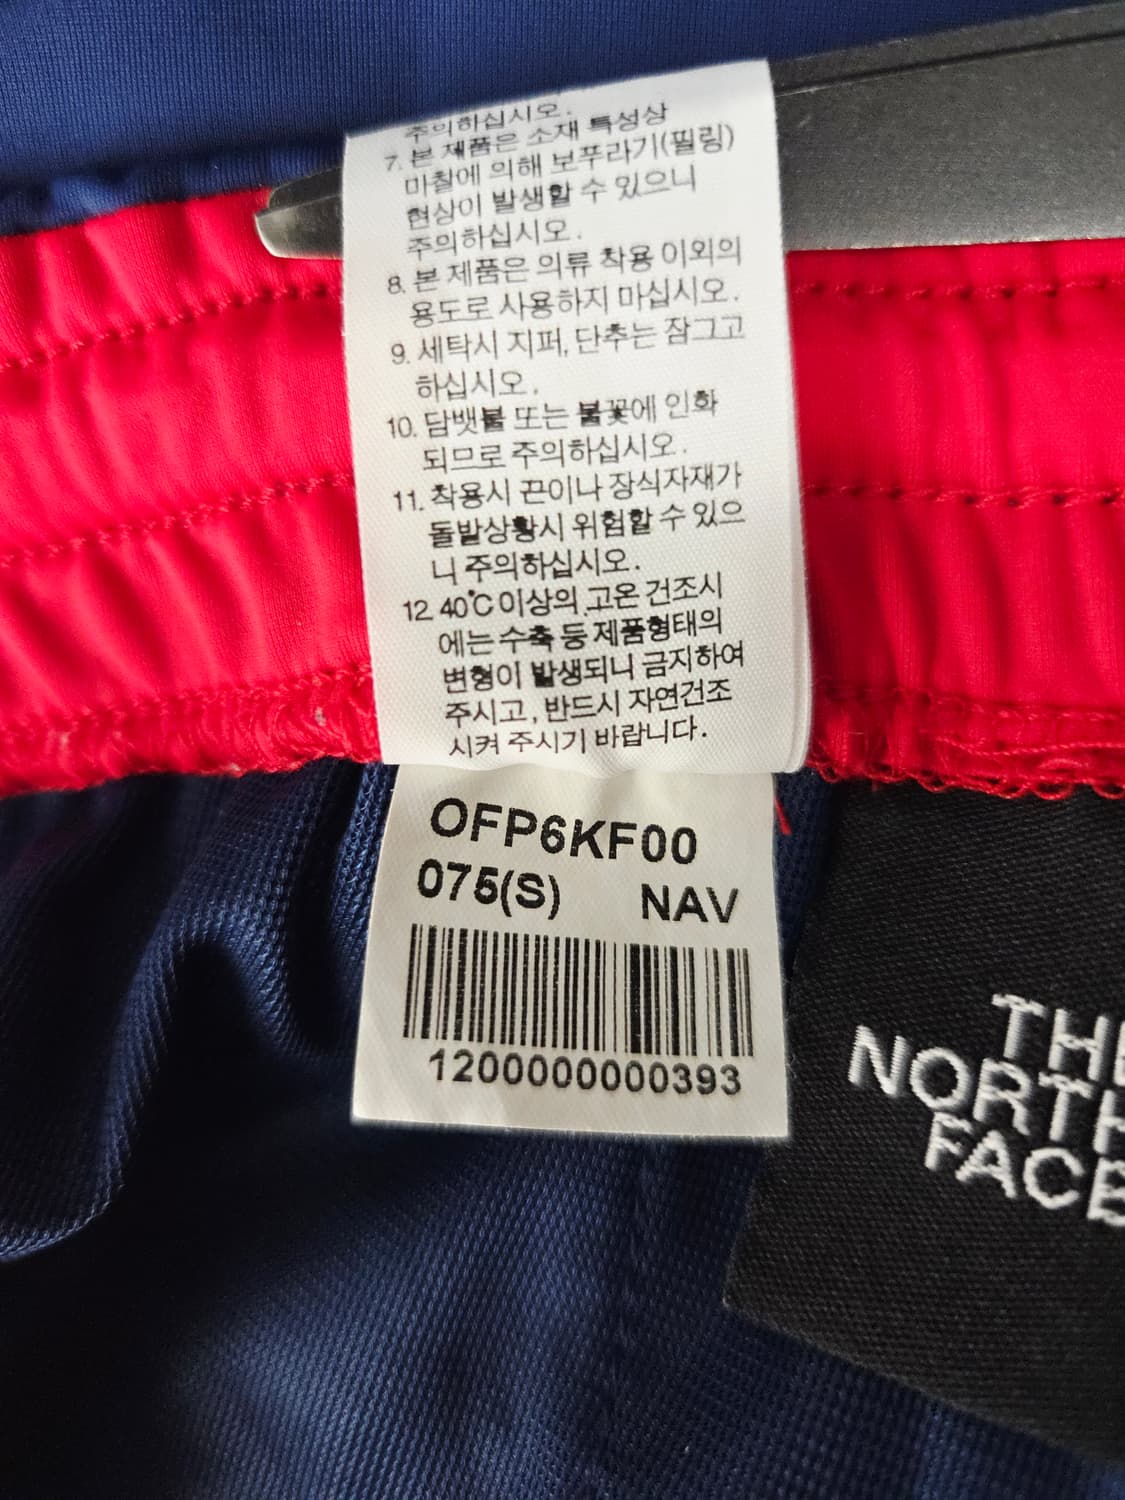 주의하십시오.
7. 본 제품은 소재 특성상
마찰에 의해 보푸라기(필링)
현상이 발생할 수 있으니
주의하십시오.
8. 본 제품은 의류 착용 이외의
용도로 사용하지 마십시오.
9. 세탁시 지퍼, 단추는 잠그고
하십시오.
10. 담뱃불 또는 불꽃에 인화
되므로 주의하십시오.
11. 착용시 끈이나 장식자재가
돌발상황시 위험할 수 있으
니 주의하십시오.
12. 40℃ 이상의 고온 건조시
에는 수축 등 제품형태의
변형이 발생되니 금지하여
주시고, 반드시 자연건조
시켜 주시기 바랍니다.
OFP6KF00
075(S) NAV
1200000000393
THE
NORTH
FACE